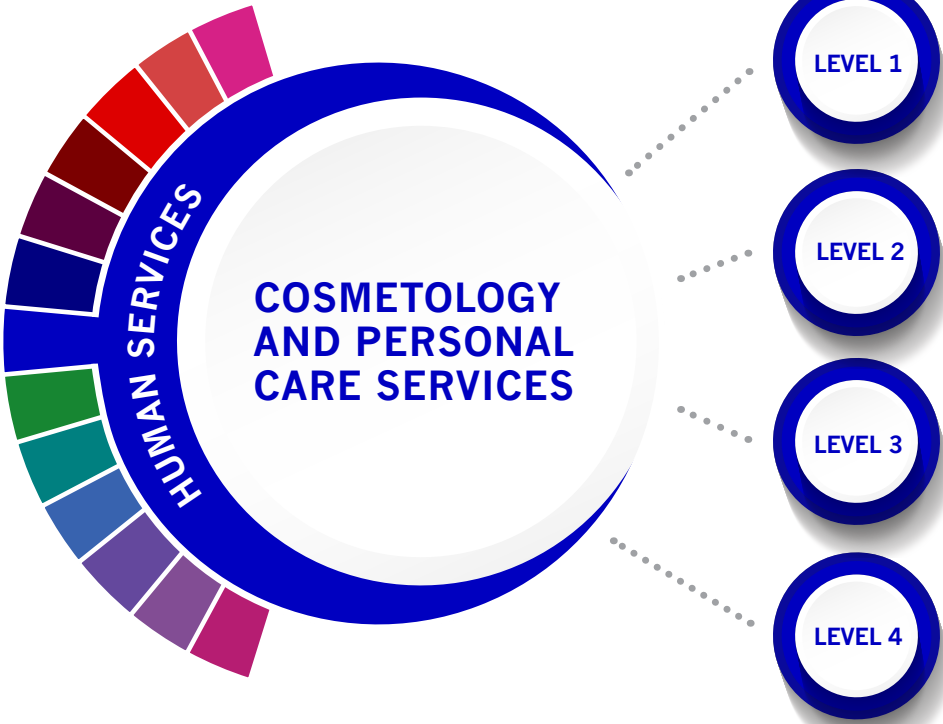 HUMAN SERVICES
COSMETOLOGY
AND PERSONAL
CARE SERVICES
LEVEL 1
LEVEL 2
LEVEL 3
LEVEL 4